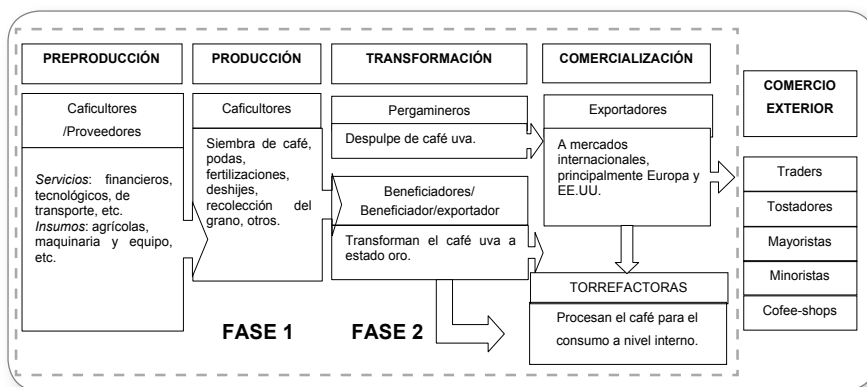 PREPRODUCCIÓN
Caficultores
/Proveedores
Servicios: financieros,
tecnológicos, de
transporte, etc.
Insumos: agrícolas,
maquinaria y equipo,
etc.
PRODUCCIÓN
Caficultores
Siembra de café,
podas,
fertilizaciones,
deshijes,
recolección del
grano, otros.
FASE 1
TRANSFORMACIÓN
Pergamineros
Despulpe de café uva.
Beneficiadores/
Beneficiador/exportador
Transforman el café uva a
estado oro.
FASE 2
COMERCIALIZACIÓN
Exportadores
A mercados
internacionales,
principalmente Europa y
EE.UU.
TORREFACTORAS
Procesan el café para el
consumo a nivel interno.
COMERCIO
EXTERIOR
Traders
Tostadores
Mayoristas
Minoristas
Cofee-shops